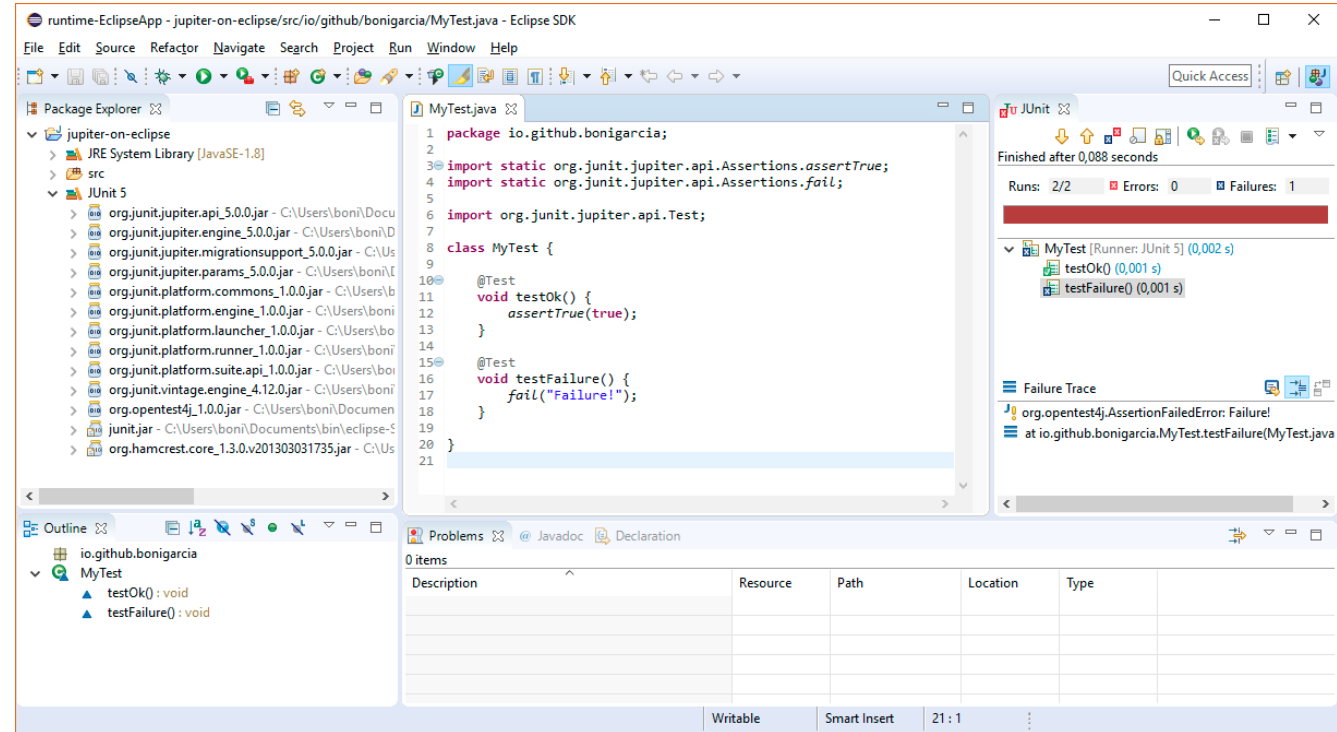 runtime-EclipseApp - jupiter-on-eclipse/src/io/github/bonigarcia/MyTest.java - Eclipse SDK
File Edit Source Refactor Navigate Search Project Run Window Help
Quick Access
Package Explorer
jupiter-on-eclipse
JRE System Library [JavaSE-1.8]
src
JUnit 5
org.junit.jupiter.api_5.0.0.jar - C:\Users\boni\Docu
org.junit.jupiter.engine_5.0.0.jar - C:\Users\boni\D
org.junit.jupiter.migrationsupport_5.0.0.jar - C:\Us
org.junit.jupiter.params_5.0.0.jar - C:\Users\boni\
org.junit.platform.commons_1.0.0.jar - C:\Users\b
org.junit.platform.engine_1.0.0.jar - C:\Users\boni
org.junit.platform.launcher_1.0.0.jar - C:\Users\bo
org.junit.platform.runner_1.0.0.jar - C:\Users\boni
org.junit.platform.suite.api_1.0.0.jar - C:\Users\bo
org.junit.vintage.engine_4.12.0.jar - C:\Users\boni
org.opentest4j_1.0.0.jar - C:\Users\boni\Documen
junit.jar - C:\Users\boni\Documents\bin\eclipse-S
org.hamcrest.core_1.3.0.v201303031735.jar - C:\Us
MyTest.java
1 package io.github.bonigarcia;
2
3 import static org.junit.jupiter.api.Assertions.assertTrue;
4 import static org.junit.jupiter.api.Assertions.fail;
5
6 import org.junit.jupiter.api.Test;
7
8 class MyTest {
9
10 @Test
11 void testOk() {
12 assertTrue(true);
13 }
14
15 @Test
16 void testFailure() {
17 fail("Failure!");
18 }
19
20 }
21
JUnit
Finished after 0,088 seconds
Runs: 2/2 Errors: 0 Failures: 1
MyTest [Runner: JUnit 5] (0,002 s)
testOk() (0,001 s)
testFailure() (0,001 s)
Failure Trace
org.opentest4j.AssertionFailedError: Failure!
at io.github.bonigarcia.MyTest.testFailure(MyTest.java
Outline
io.github.bonigarcia
MyTest
testOk() : void
testFailure() : void
Problems @ Javadoc Declaration
0 items
Description Resource Path Location Type
Writable Smart Insert 21 : 1